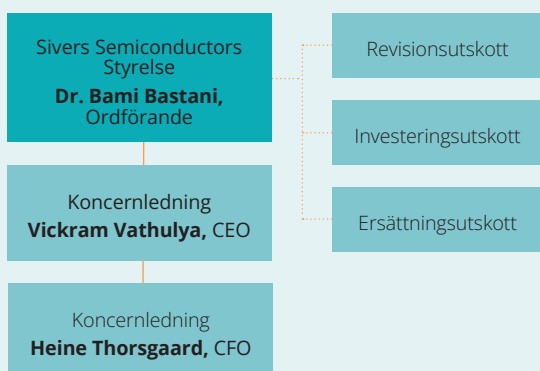 Sivers Semiconductors
Styrelse
Dr. Bami Bastani,
Ordförande
Koncernledning
Vickram Vathulya, CEO
Koncernledning
Heine Thorsgaard, CFO
Revisionsutskott
Investeringsutskott
Ersättningsutskott